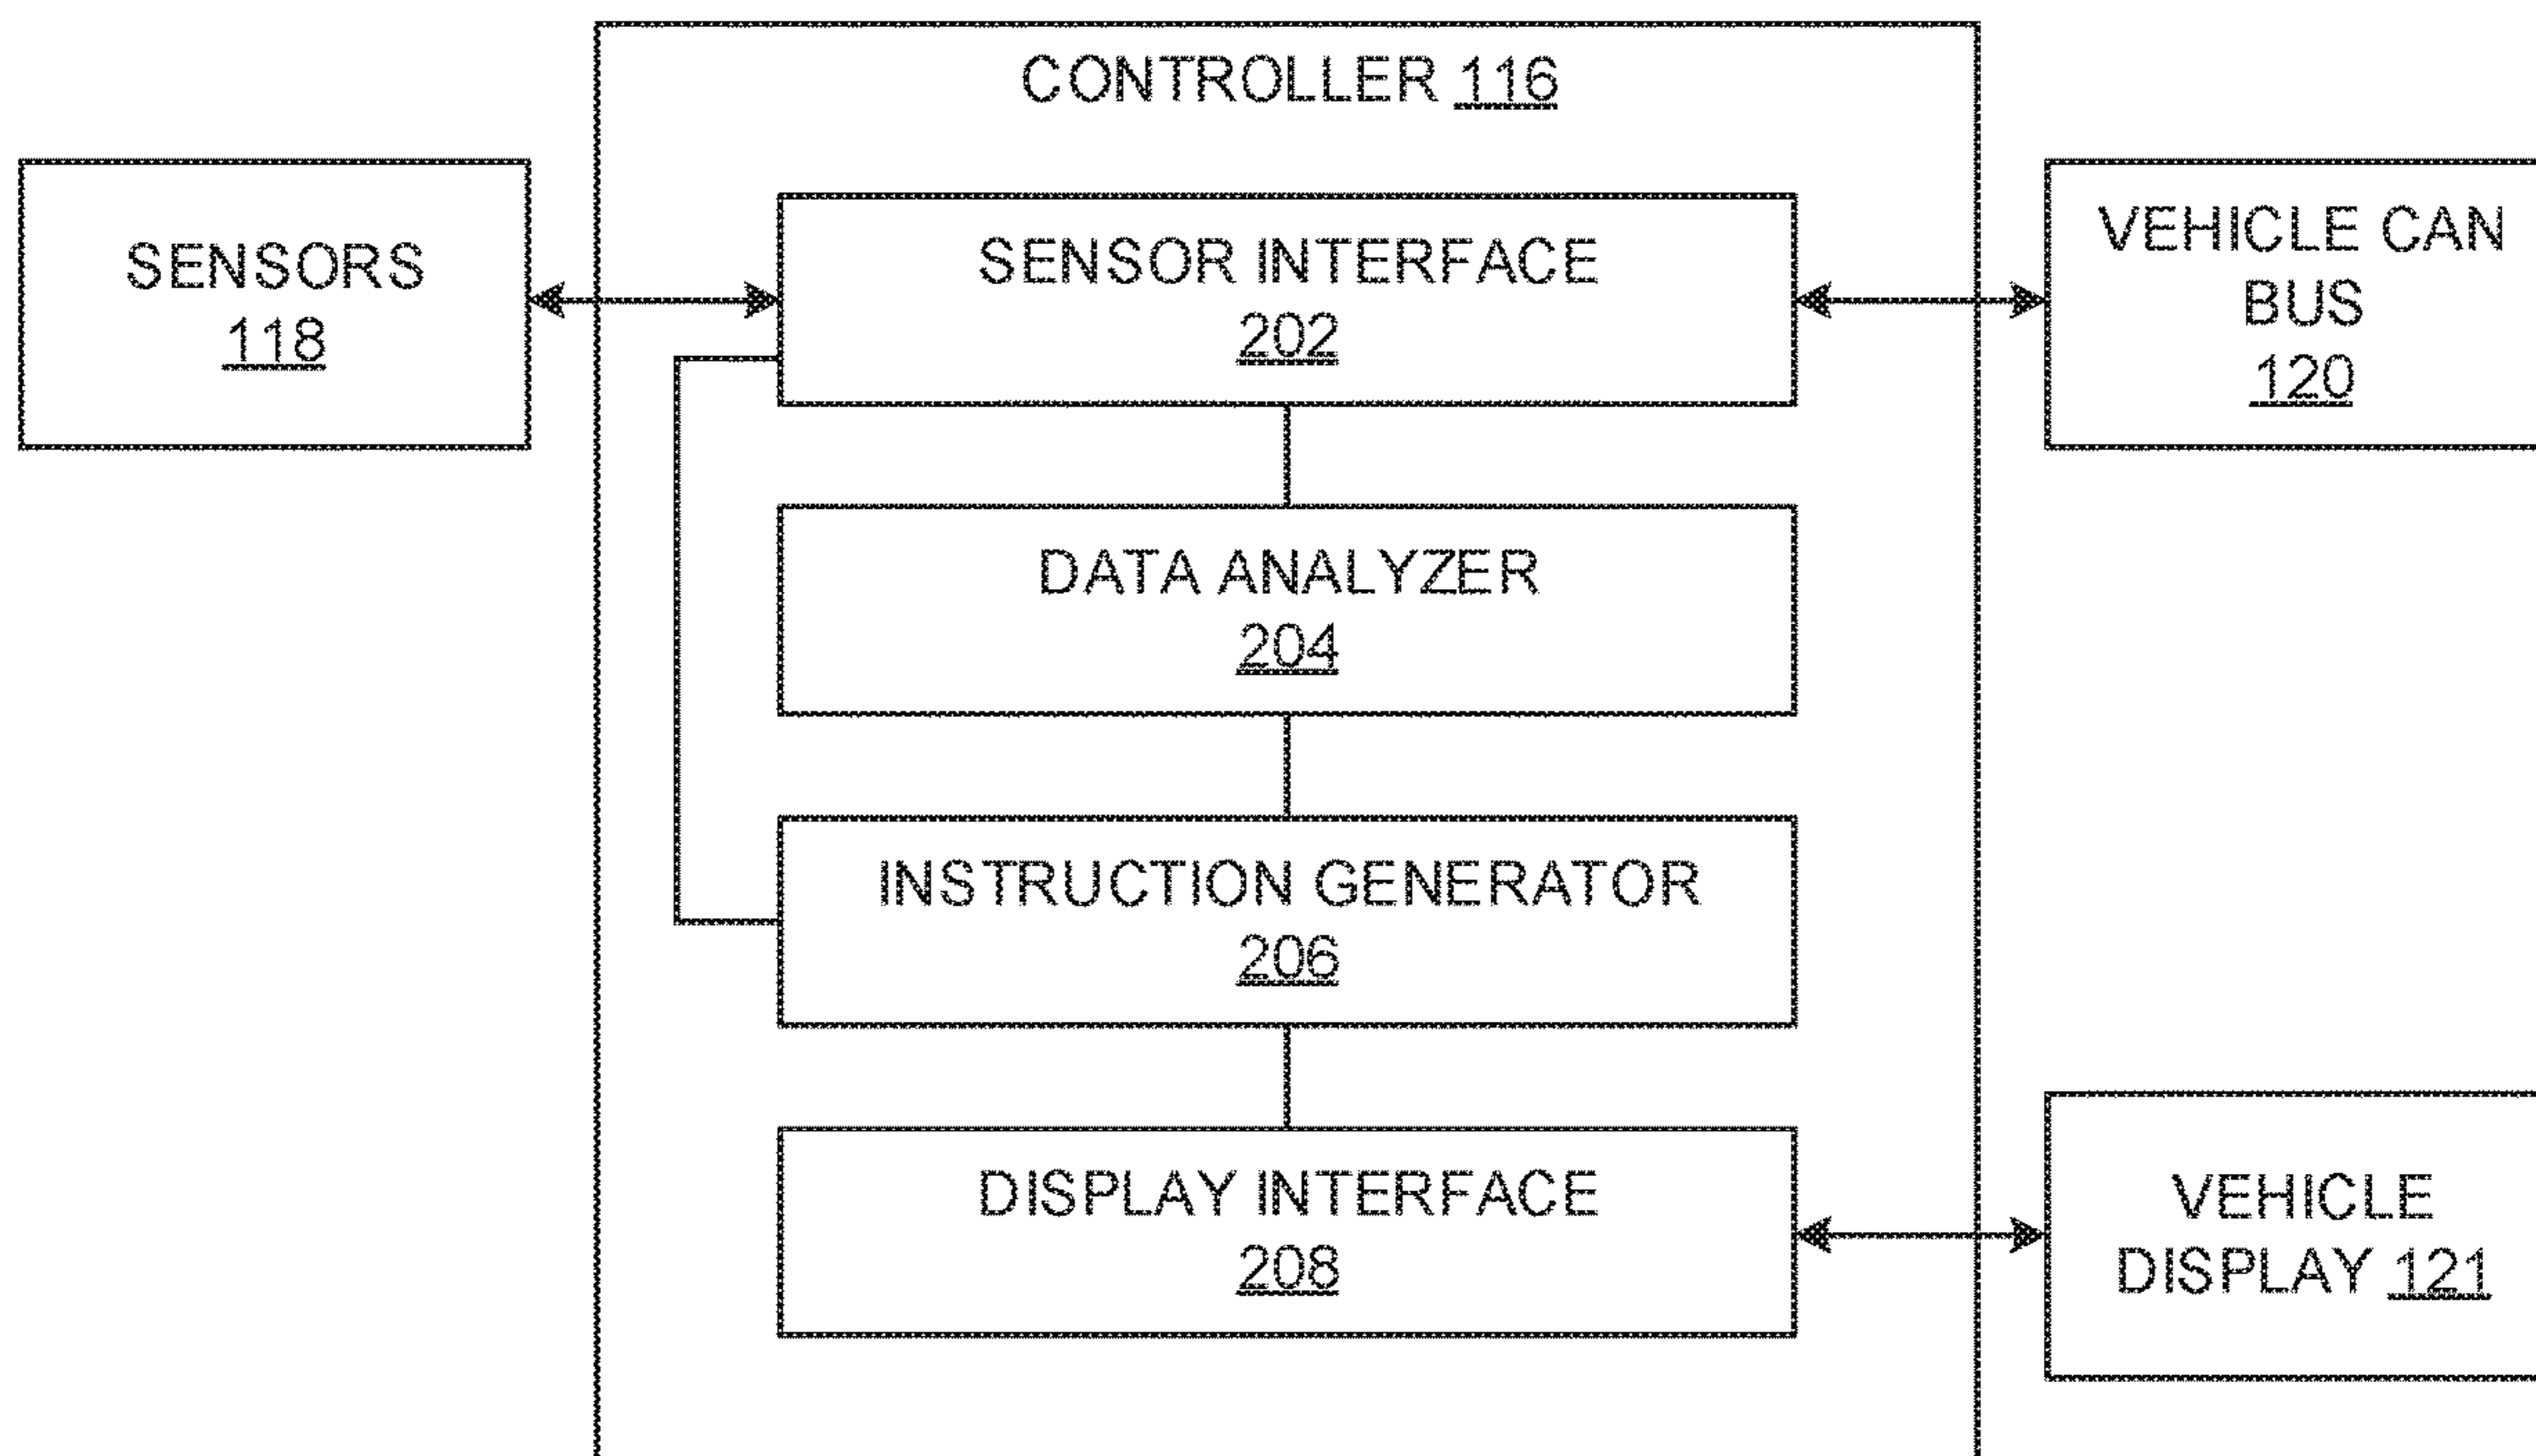 CONTROLLER 116
SENSORS
118
SENSOR INTERFACE
202
VEHICLE CAN
BUS
120
DATA ANALYZER
204
INSTRUCTION GENERATOR
206
DISPLAY INTERFACE
208
VEHICLE
DISPLAY 121